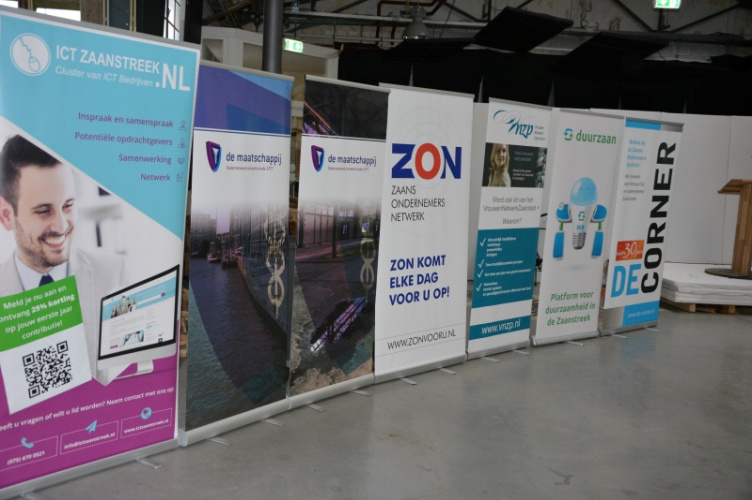 ICT ZAANSTREEK
.NL
Cluster van ICT Bedrijven
Inspraak en samenspraak
Potentiële opdrachtgevers
Samenwerking
Netwerk
Meld je nu aan en
ontvang 25% korting
op jouw eerste jaar
contributie!
eeft u vragen of wilt u lid worden? Neem contact met ons op:
(075) 670 8521
info@ictzaanstreek.nl
www.ictzaanstreek.nl
de maatschappij
de maatschappij
ZON
ZAANS
ONDERNEMERS
NETWERK
ZON KOMT
ELKE DAG
VOOR U OP!
WWW.ZONVOORU.NL
vnzp
Word ook lid van het
Waarom?
www.vnzp.nl
duurzaan
Platform voor
duurzaamheid in
de Zaanstreek
30
DE
CORNER